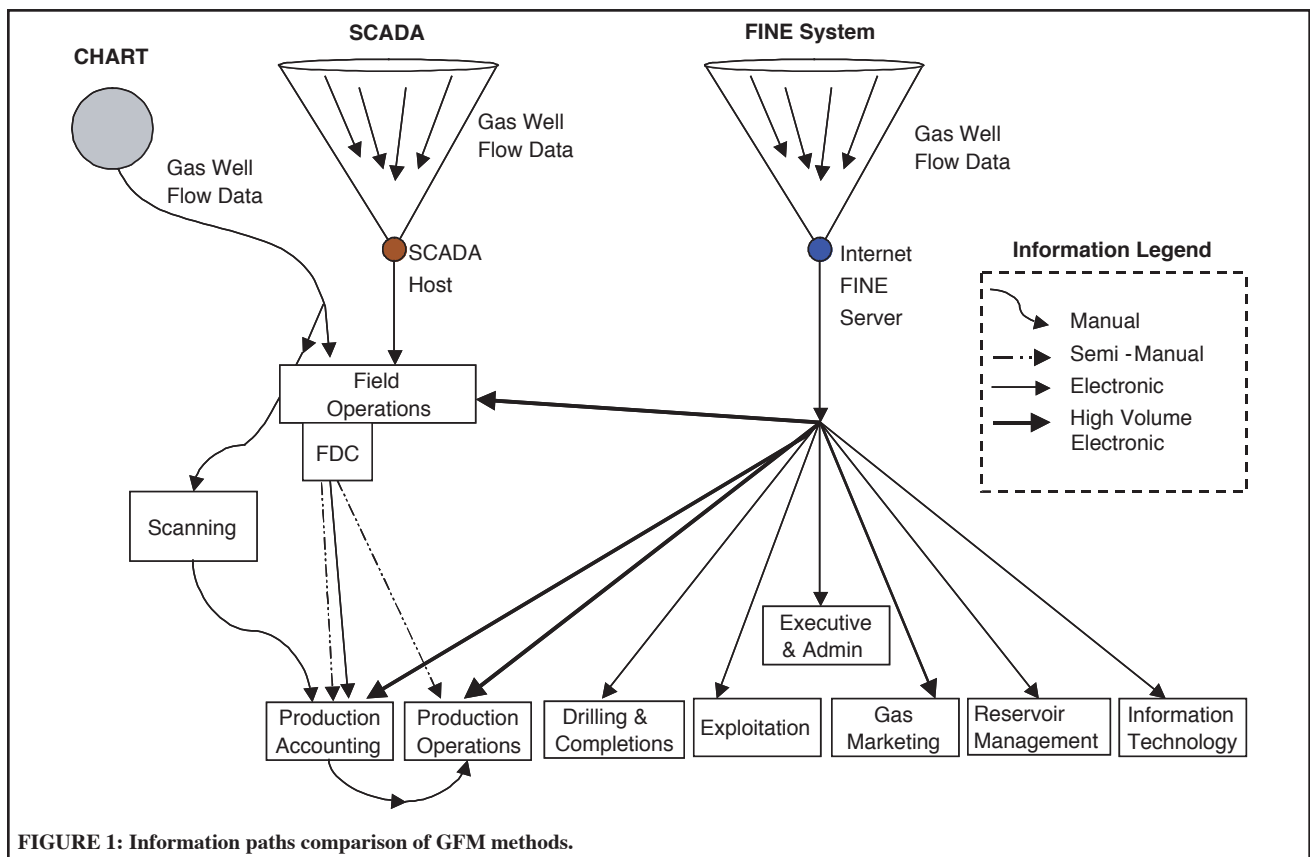 SCADA
FINE System
CHART
Gas Well
Flow Data
Gas Well
Flow Data
Gas Well
Flow Data
SCADA
Host
Internet
FINE
Server
Information Legend
Manual
Semi -Manual
Electronic
High Volume
Electronic
Field
Operations
FDC
Scanning
Executive
& Admin
Production
Accounting
Production
Operations
Drilling &
Completions
Exploitation
Gas
Marketing
Reservoir
Management
Information
Technology
FIGURE 1: Information paths comparison of GFM methods.